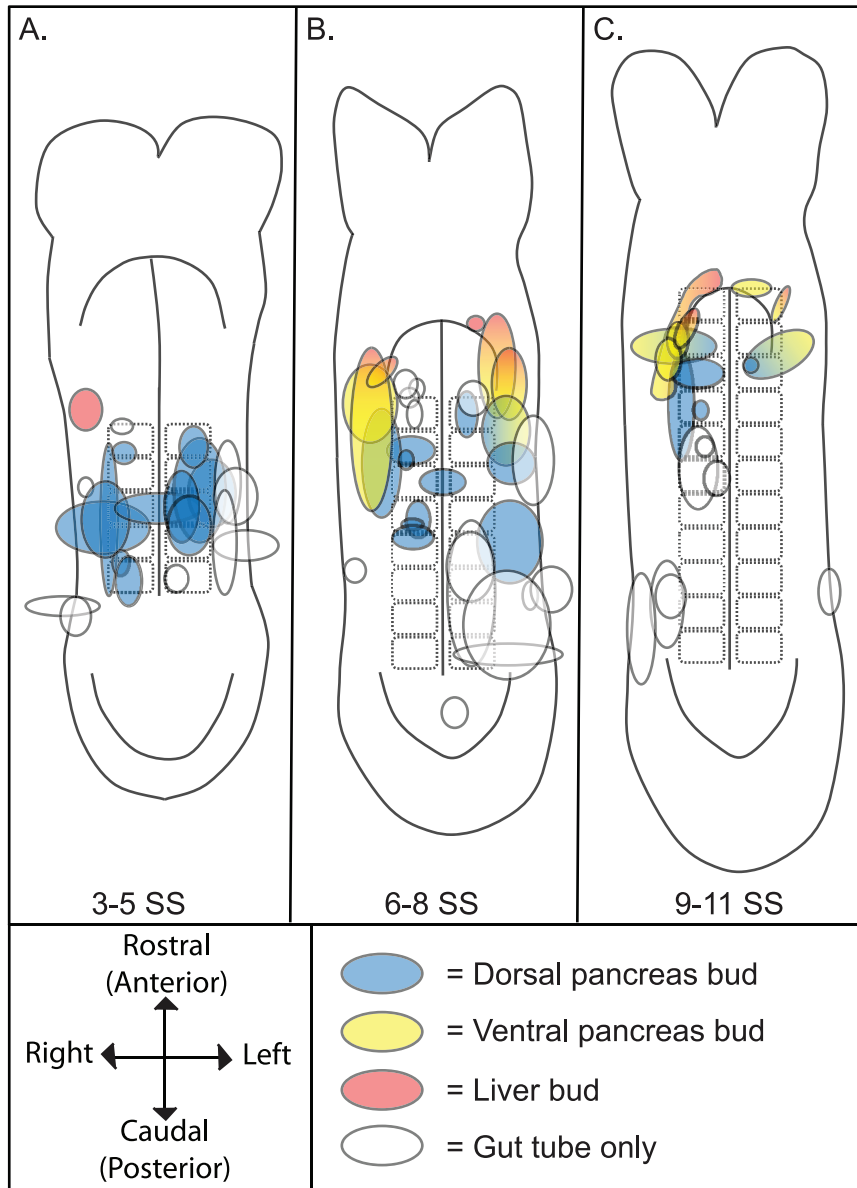 A.
B.
C.
3-5 SS
6-8 SS
9-11 SS
Rostral
(Anterior)
Right
Left
Caudal
(Posterior)
= Dorsal pancreas bud
= Ventral pancreas bud
= Liver bud
= Gut tube only